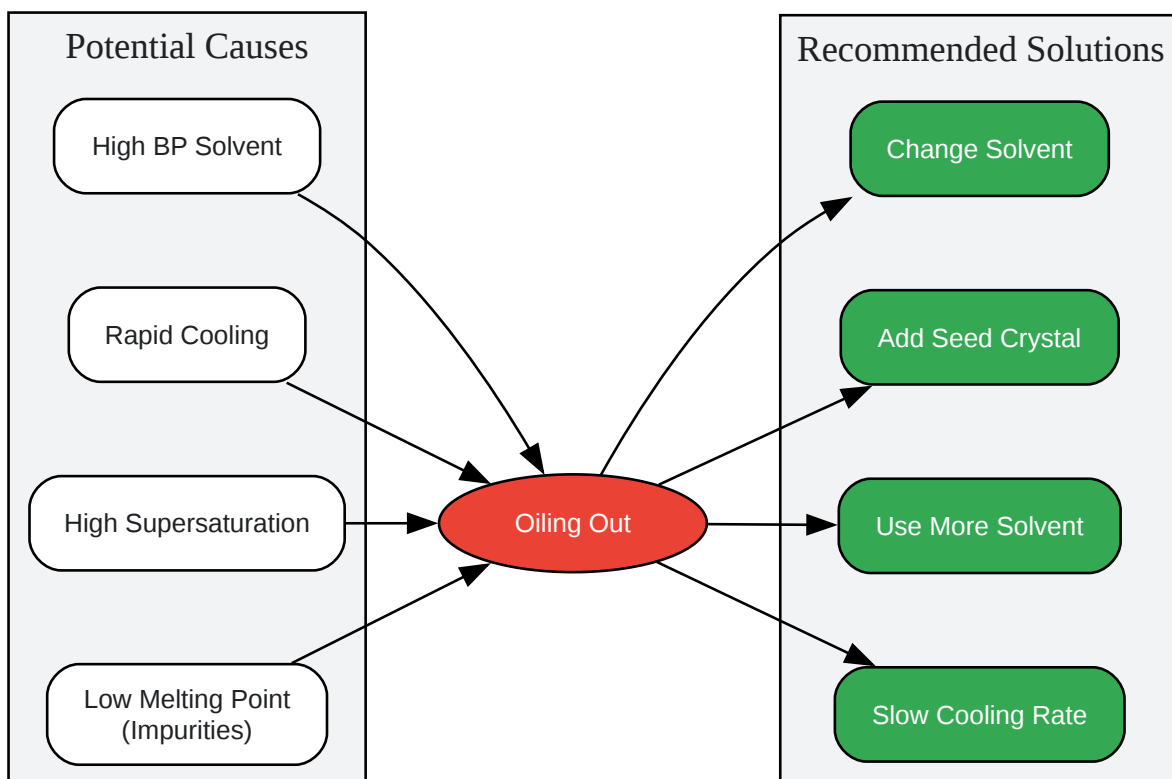 Potential Causes
High BP Solvent
Rapid Cooling
High Supersaturation
Low Melting Point
(Impurities)
Oiling Out
Recommended Solutions
Change Solvent
Add Seed Crystal
Use More Solvent
Slow Cooling Rate